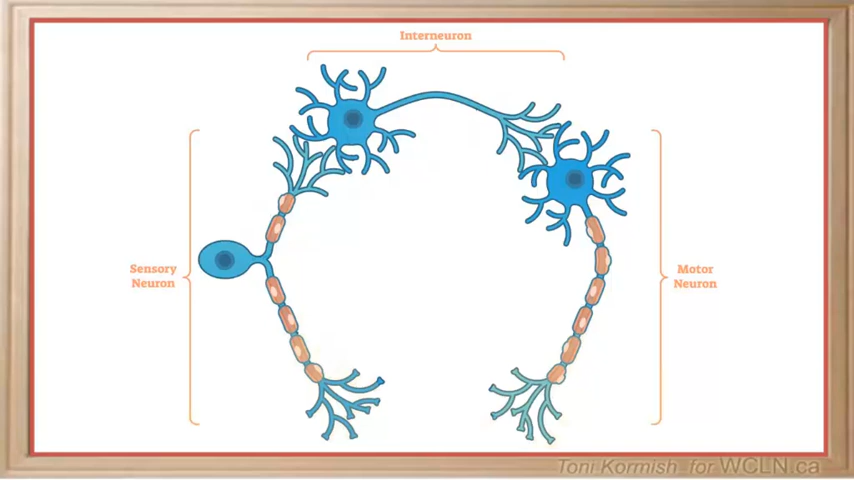 Interneuron
Sensory
Neuron
Motor
Neuron
Toni Kormish for WCLN.ca